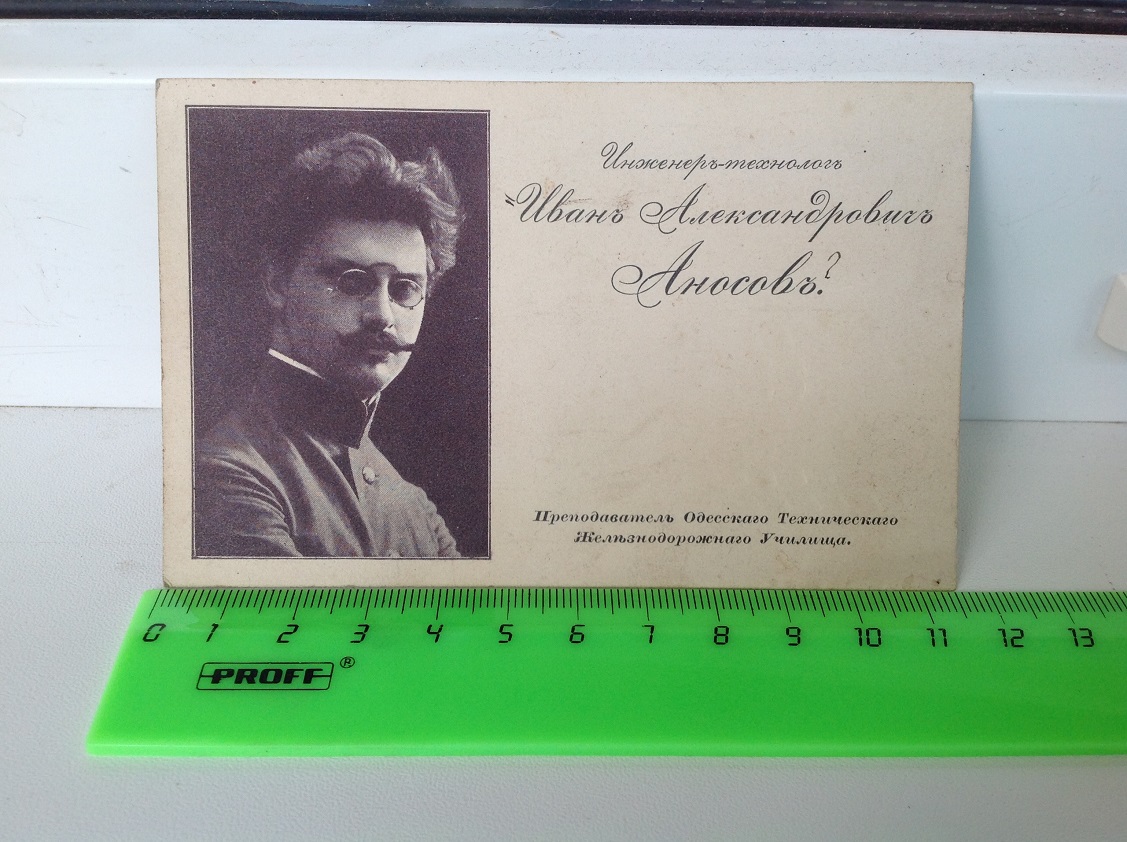 Инженеръ-технологъ
"Иванъ Александровичъ
Аносовъ?
Преподаватель Одесскаго Техническаго
Желѣзнодорожнаго Училища.
0 1 2 3 4 5 6 7 8 9 10 11 12 13
PROFF ®